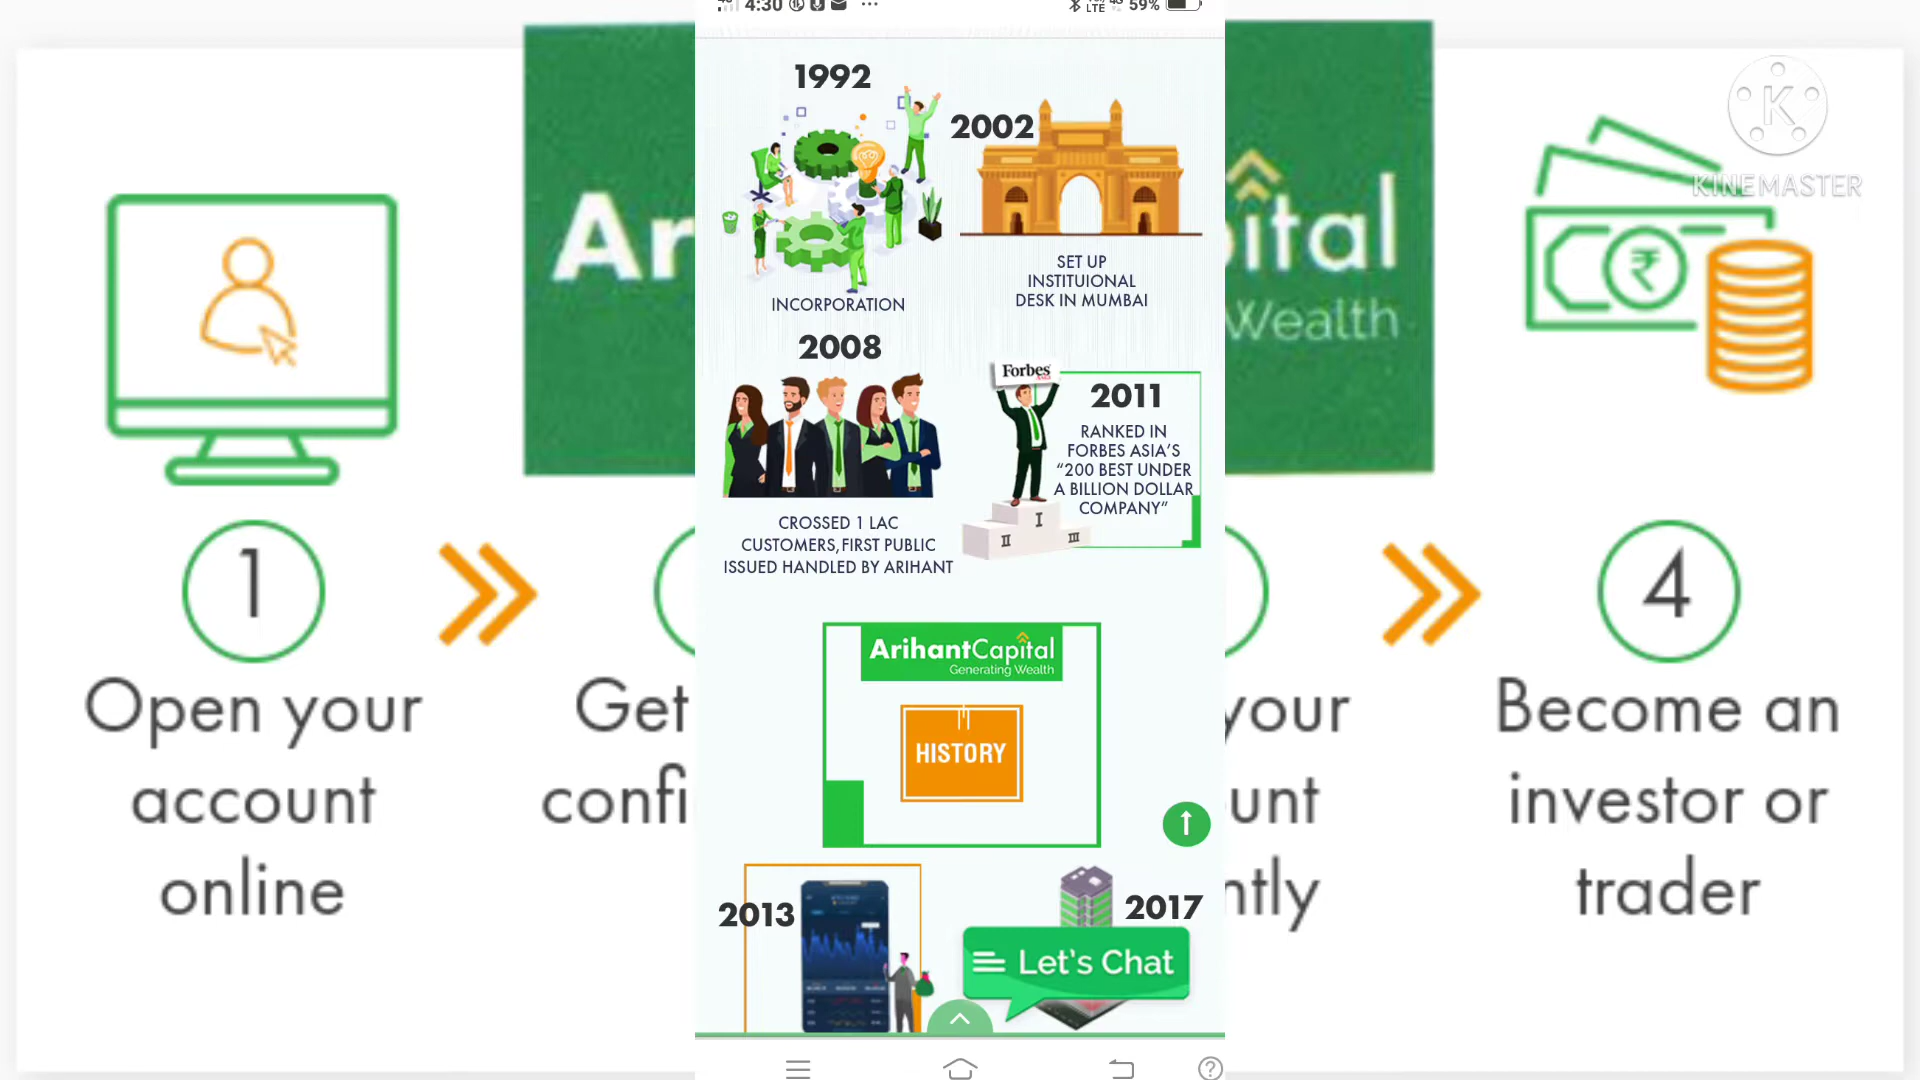 4:30
LTE
4G
59%
1992
2002
INCORPORATION
SET UP
INSTITUIONAL
DESK IN MUMBAI
2008
Forbes
ASIA
2011
RANKED IN
FORBES ASIA'S
"200 BEST UNDER
A BILLION DOLLAR
COMPANY"
I
II
III
CROSSED 1 LAC
CUSTOMERS,FIRST PUBLIC
ISSUED HANDLED BY ARIHANT
ArihantCapital
Generating Wealth
HISTORY
2013
2017
Let's Chat
Ar
ital
Wealth
K
KINEMASTER
₹
1
Open your
account
online
Get
confi
your
unt
ntly
4
Become an
investor or
trader